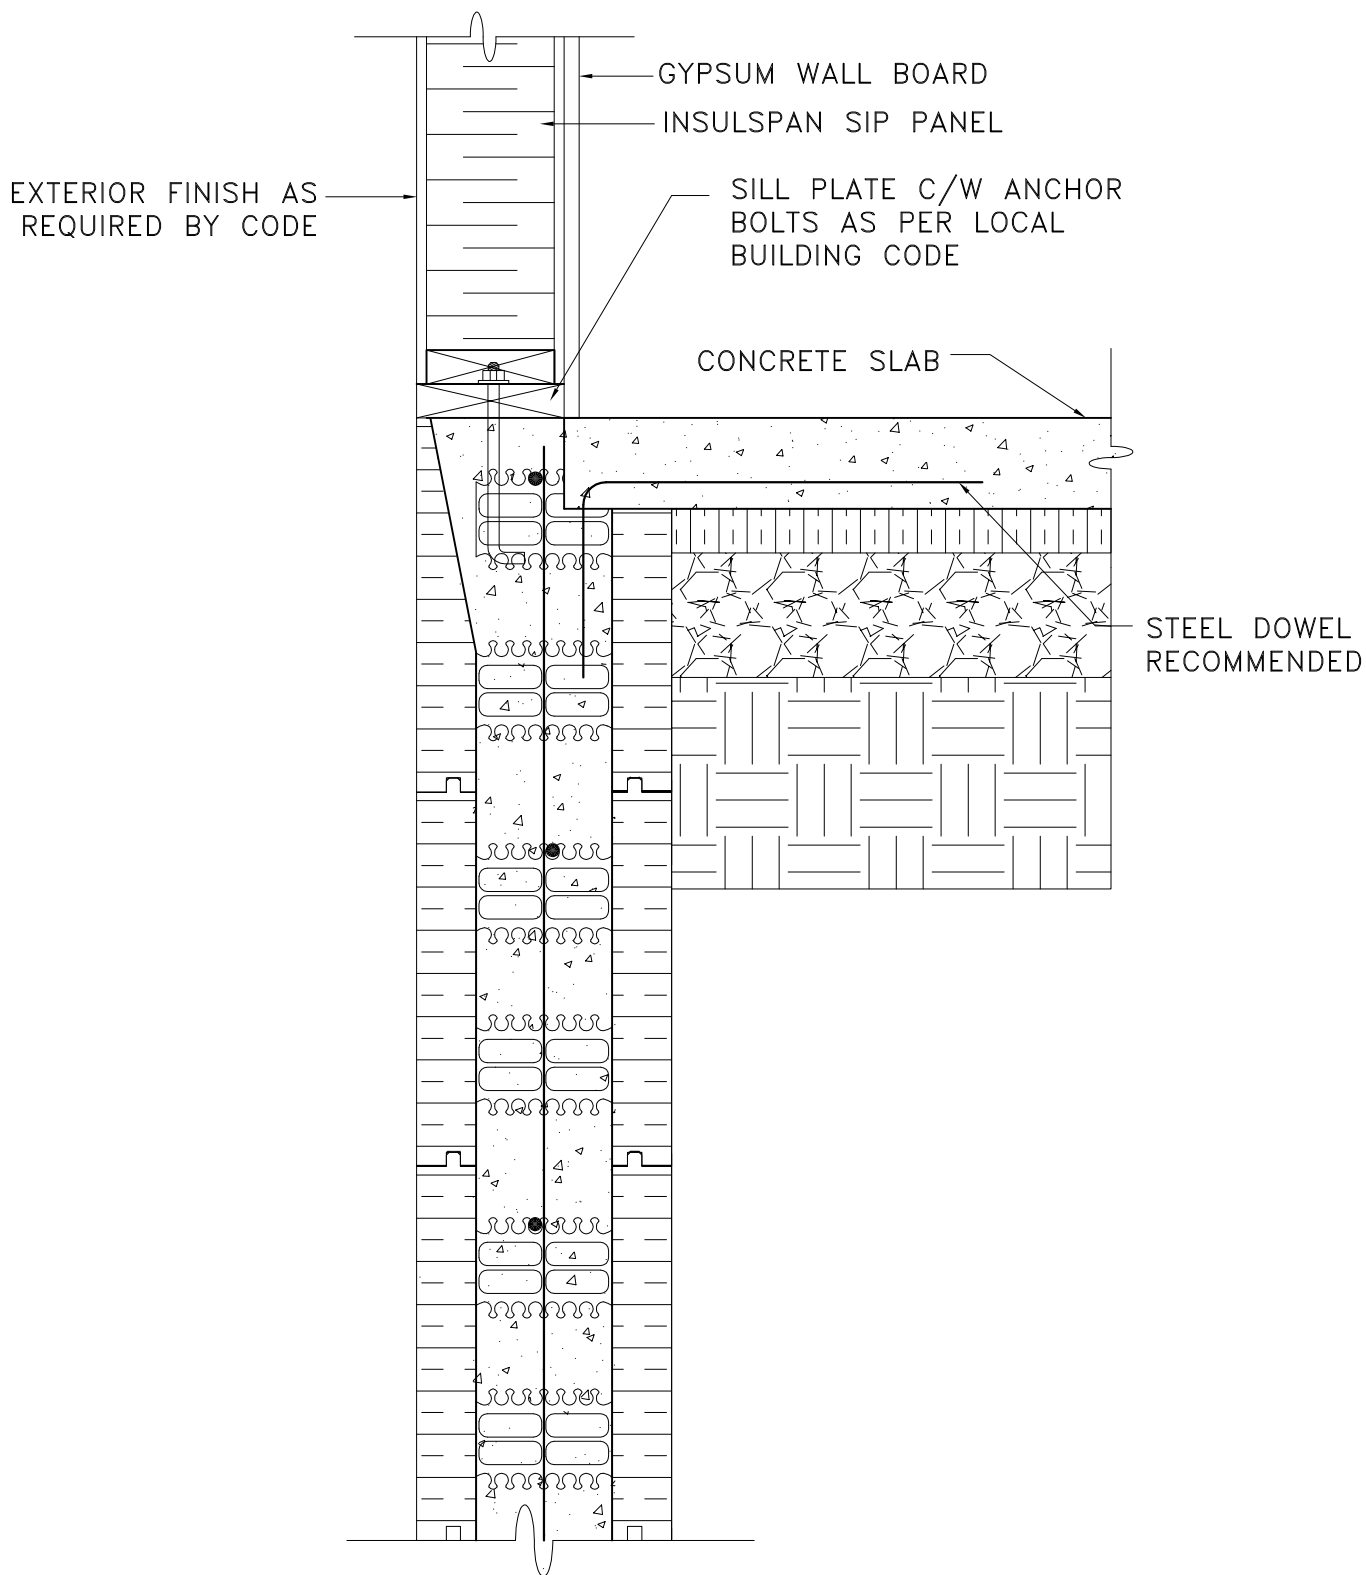 GYPSUM WALL BOARD
INSULSPAN SIP PANEL
EXTERIOR FINISH AS
REQUIRED BY CODE
SILL PLATE C/W ANCHOR
BOLTS AS PER LOCAL
BUILDING CODE
CONCRETE SLAB
STEEL DOWEL
RECOMMENDED